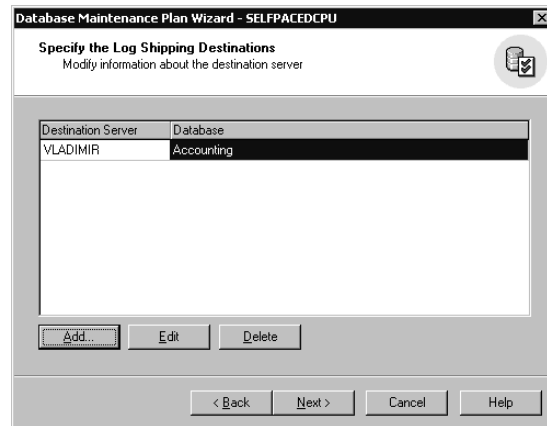 Database Maintenance Plan Wizard - SELFPACEDCPU
Specify the Log Shipping Destinations
Modify information about the destination server
Destination Server Database
VLADIMIR Accounting
Add... Edit Delete
< Back Next > Cancel Help